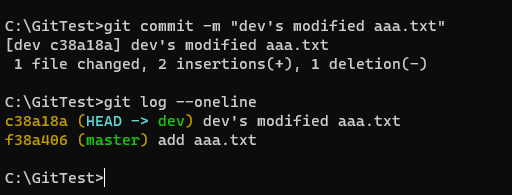 C:\GitTest>git commit -m "dev's modified aaa.txt"
[dev c38a18a] dev's modified aaa.txt
 1 file changed, 2 insertions(+), 1 deletion(-)
C:\GitTest>git log --oneline
c38a18a (HEAD -> dev) dev's modified aaa.txt
f38a406 (master) add aaa.txt
C:\GitTest>